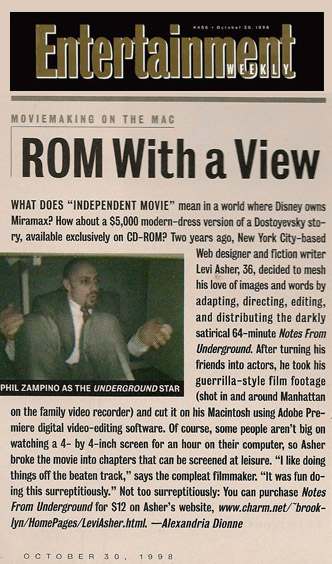 #456 • October 30, 1998
Entertainment
WEEKLY
MOVIEMAKING ON THE MAC
ROM With a View
WHAT DOES “INDEPENDENT MOVIE” mean in a world where Disney owns
Miramax? How about a $5,000 modern-dress version of a Dostoyevsky sto-
ry, available exclusively on CD-ROM? Two years ago, New York City-based
Web designer and fiction writer
Levi Asher, 36, decided to mesh
his love of images and words by
adapting, directing, editing,
and distributing the darkly
satirical 64-minute Notes From
Underground. After turning his
friends into actors, he took his
guerrilla-style film footage
(shot in and around Manhattan
PHIL ZAMPINO AS THE UNDERGROUND STAR
on the family video recorder) and cut it on his Macintosh using Adobe Pre-
miere digital video-editing software. Of course, some people aren't big on
watching a 4- by 4-inch screen for an hour on their computer, so Asher
broke the movie into chapters that can be screened at leisure. “I like doing
things off the beaten track,” says the compleat filmmaker. “It was fun do-
ing this surreptitiously.” Not too surreptitiously: You can purchase Notes
From Underground for $12 on Asher's website, www.charm.net/~brook-
lyn/HomePages/LeviAsher.html. —Alexandria Dionne
OCTOBER 30, 1998